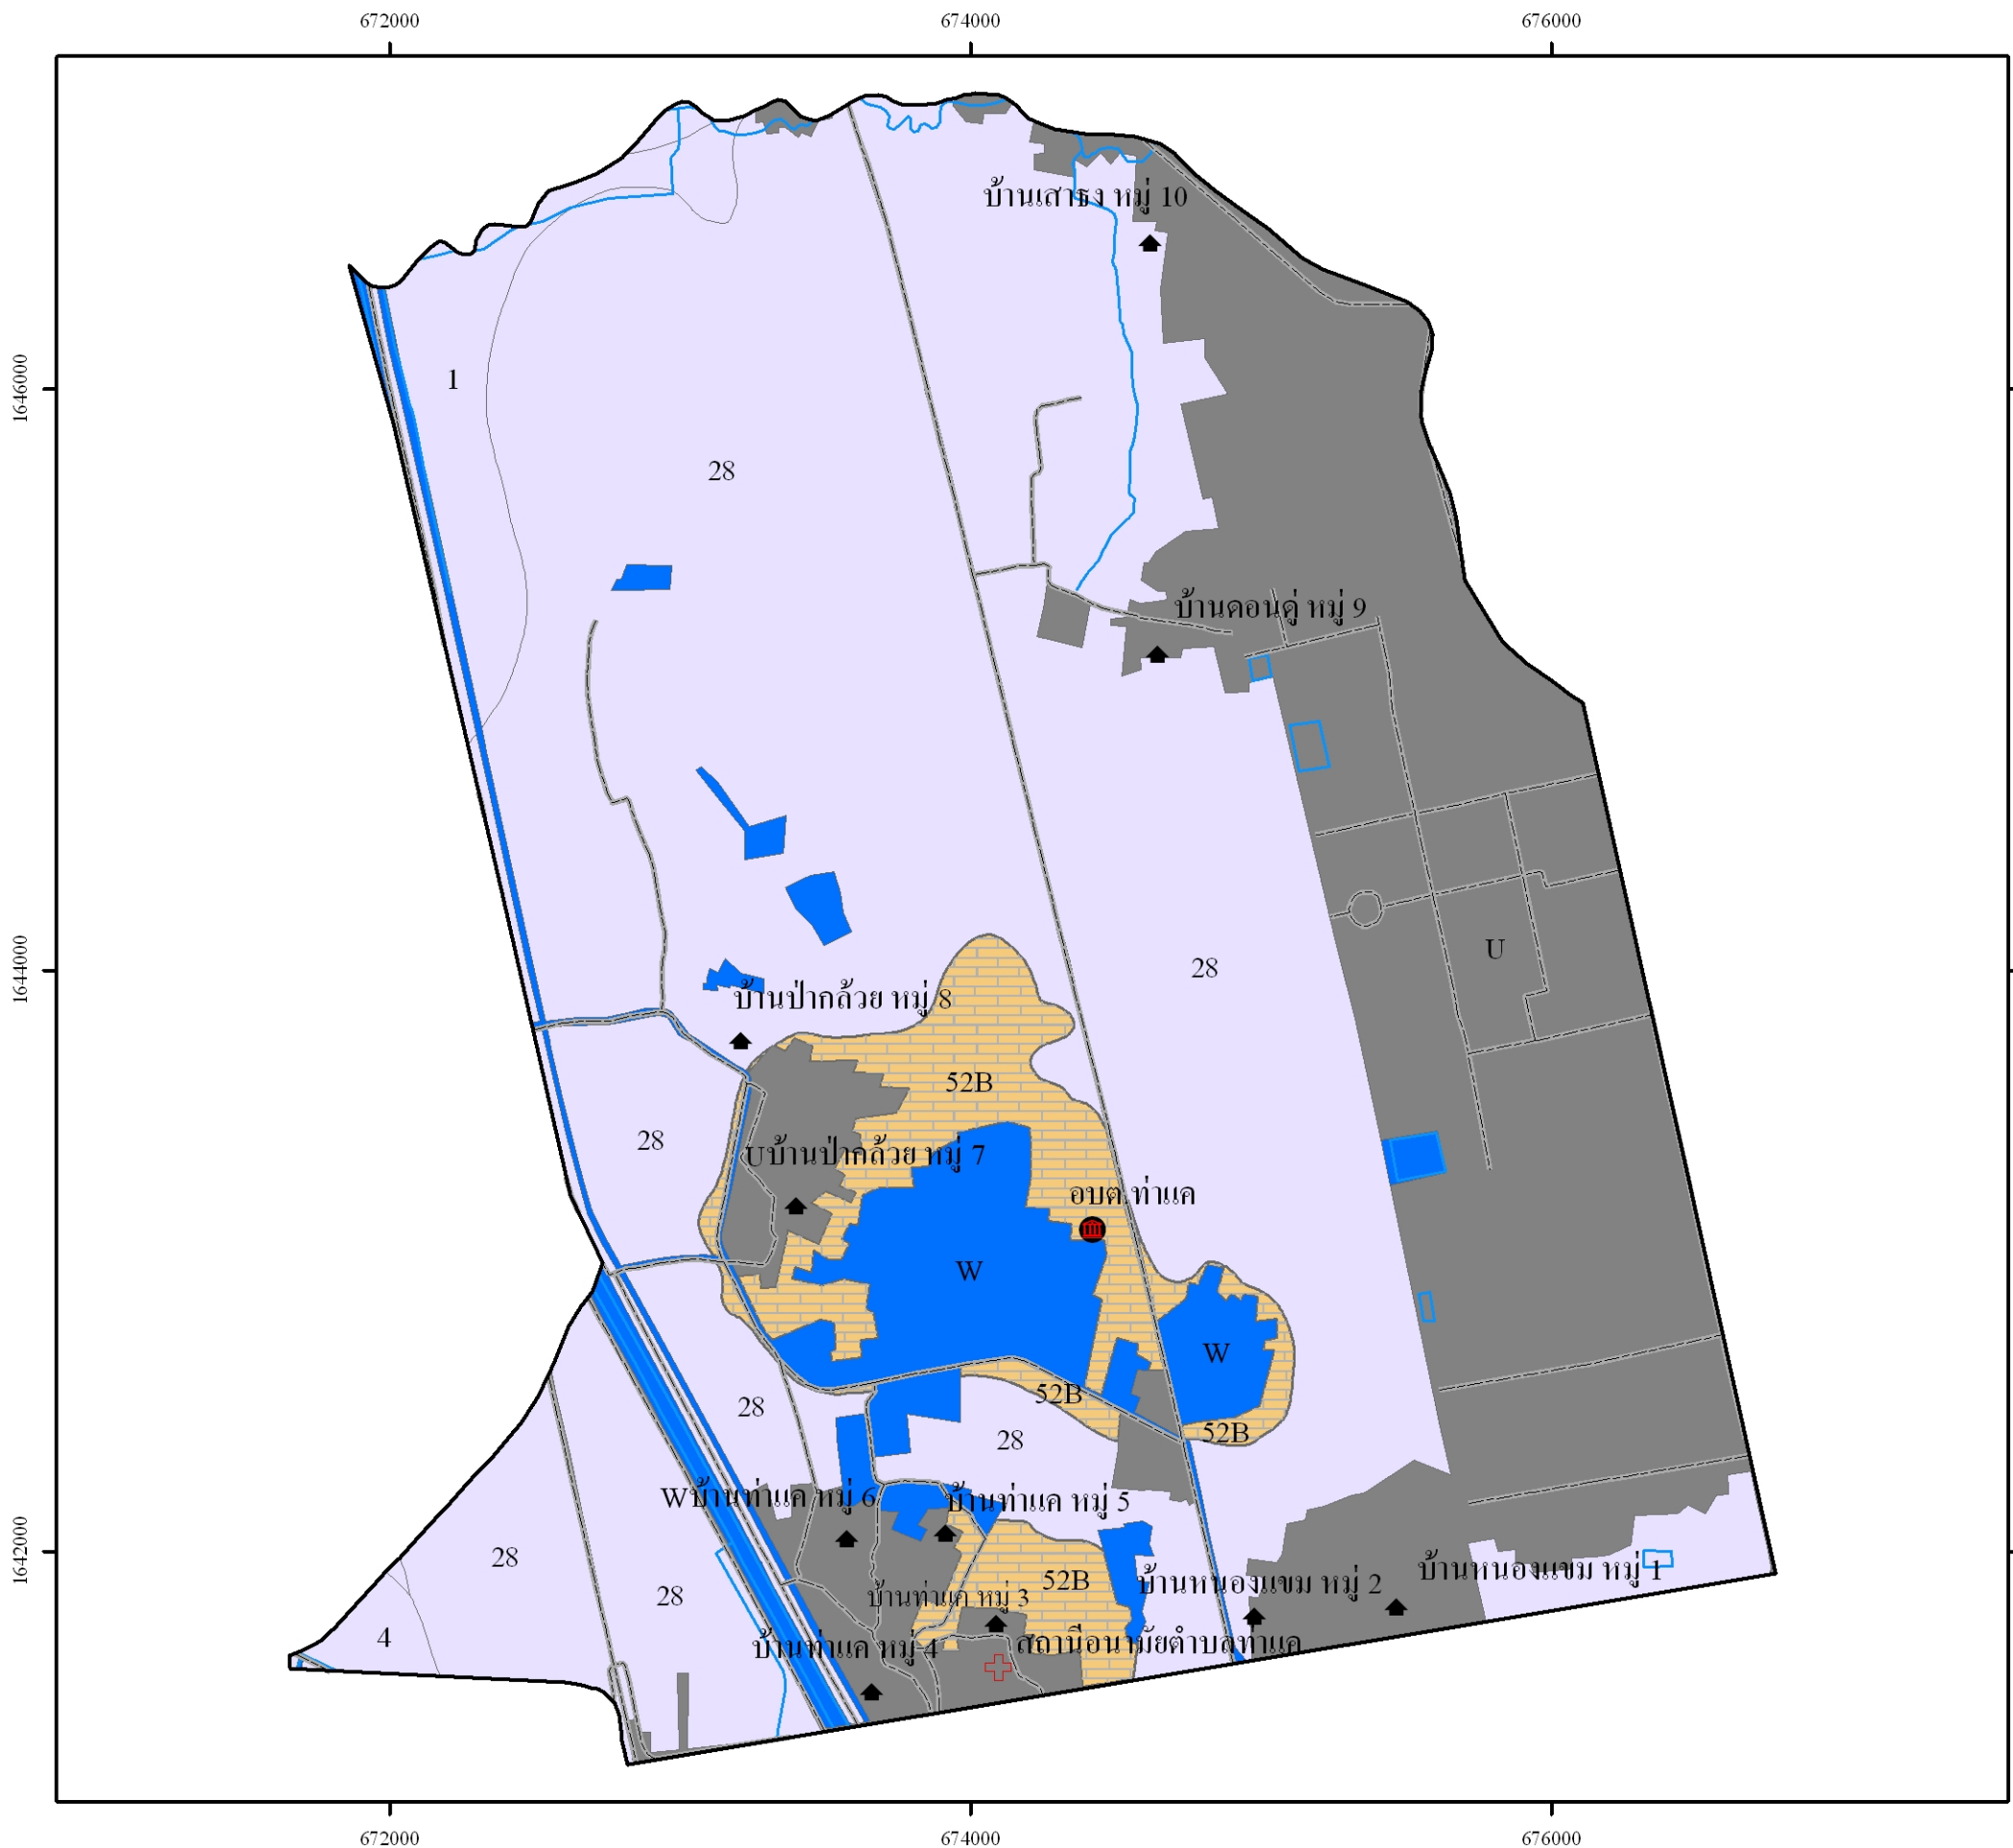 672000
674000
676000
บ้านเสาธง หมู่ 10
1646000
1
28
บ้านดอนดู่ หมู่ 9
U
1644000
28
บ้านป่ากล้วย หมู่ 8
52B
28
Uบ้านป่ากล้วย หมู่ 7
อบต.ท่าแค
W
W
52B
28
52B
28
Wบ้านท่าแค หมู่ 6
บ้านท่าแค หมู่ 5
1642000
28
บ้านหนองแขม หมู่ 1
52B
บ้านหนองแขม หมู่ 2
28
บ้านท่าแค หมู่ 3
4
บ้านท่าแค หมู่ 4
สถานีอนามัยตำบลท่าแค
672000
674000
676000